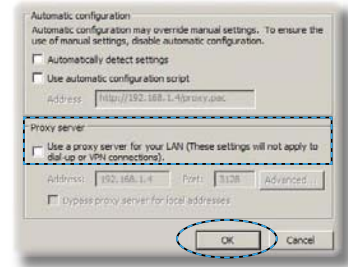 Automatic configuration
Automatic configuration may override manual settings. To ensure the
use of manual settings, disable automatic configuration.
Automatically detect settings
Use automatic configuration script
Address http://192.168.1.4/proxy.pac
Proxy server
Use a proxy server for your LAN (These settings will not apply to
dial-up or VPN connections).
Address: 192.168.1.4 Port: 3128 Advanced...
Bypass proxy server for local addresses
OK Cancel